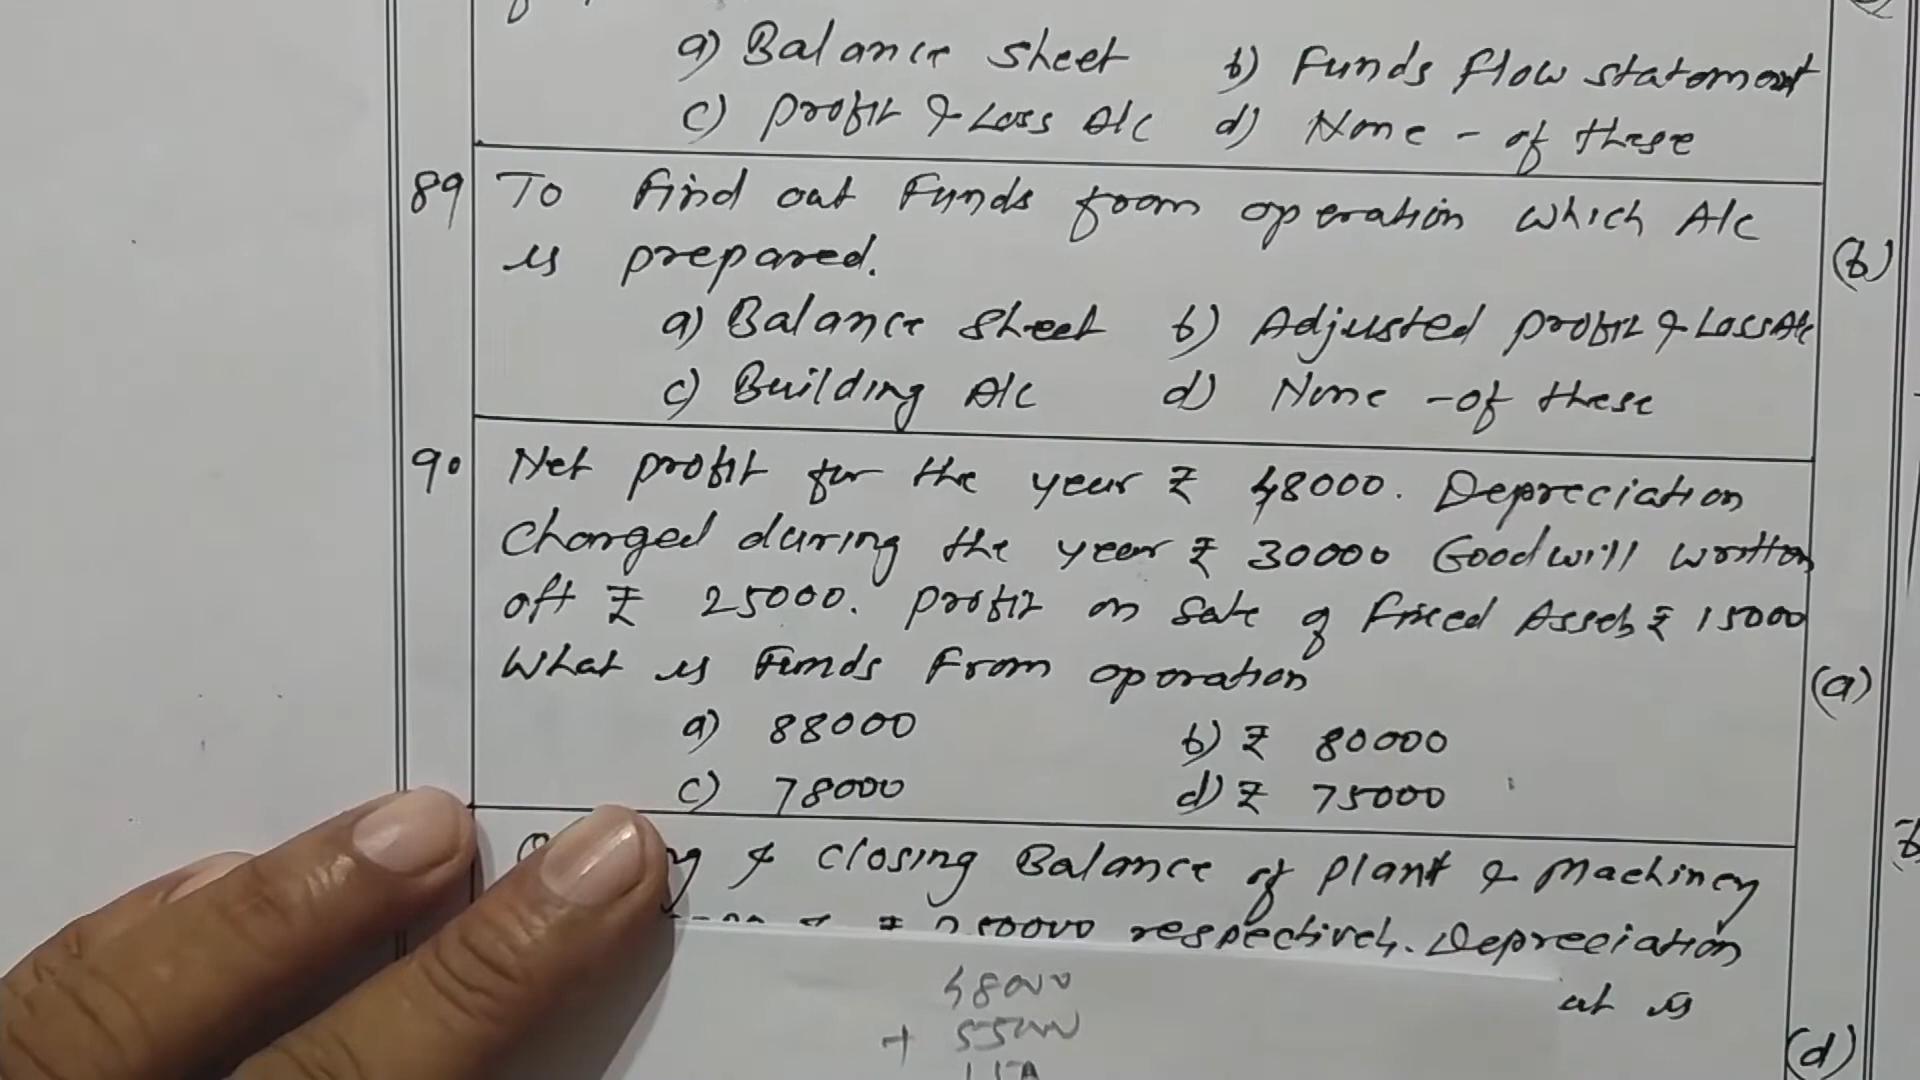 a) Balance Sheet b) Funds flow statement
c) profit & Loss A/c d) None - of these
89 To find out Funds from operation which A/c
is prepared. (b)
a) Balance Sheet b) Adjusted profit & Loss A/c
c) Building A/c d) None - of these
90 Net profit for the year ₹ 48000. Depreciation
Charged during the year ₹ 30000 Goodwill written
off ₹ 25000. profit on Sale of fixed Assets ₹ 15000
What is Funds From operation (a)
a) 88000 b) ₹ 80000
c) 78000 d) ₹ 75000
& closing Balance of plant & Machinery
respectively. Depreciation
48000
at is
+ 55000
(d)